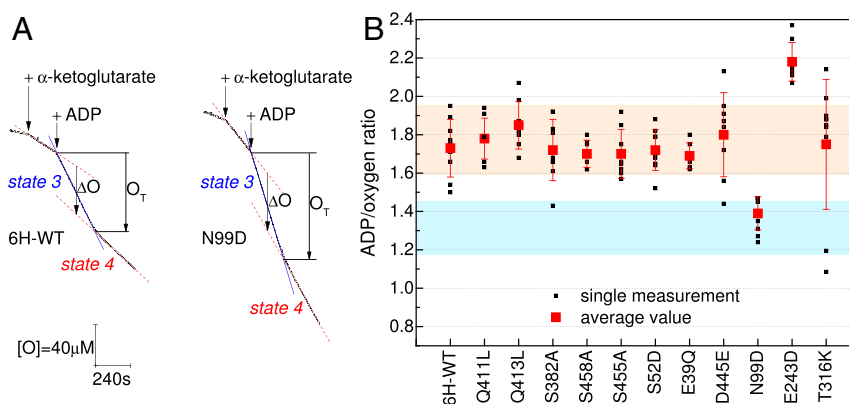 A
+ α-ketoglutarate
+ ADP
state 3
ΔO
O_T
6H-WT
state 4
[O]=40μM
240s
+ α-ketoglutarate
+ ADP
state 3
ΔO
O_T
N99D
state 4
B
ADP/oxygen ratio
2.4
2.2
2.0
1.8
1.6
1.4
1.2
1.0
0.8
single measurement
average value
6H-WT
Q411L
Q413L
S382A
S458A
S455A
S52D
E39Q
D445E
N99D
E243D
T316K